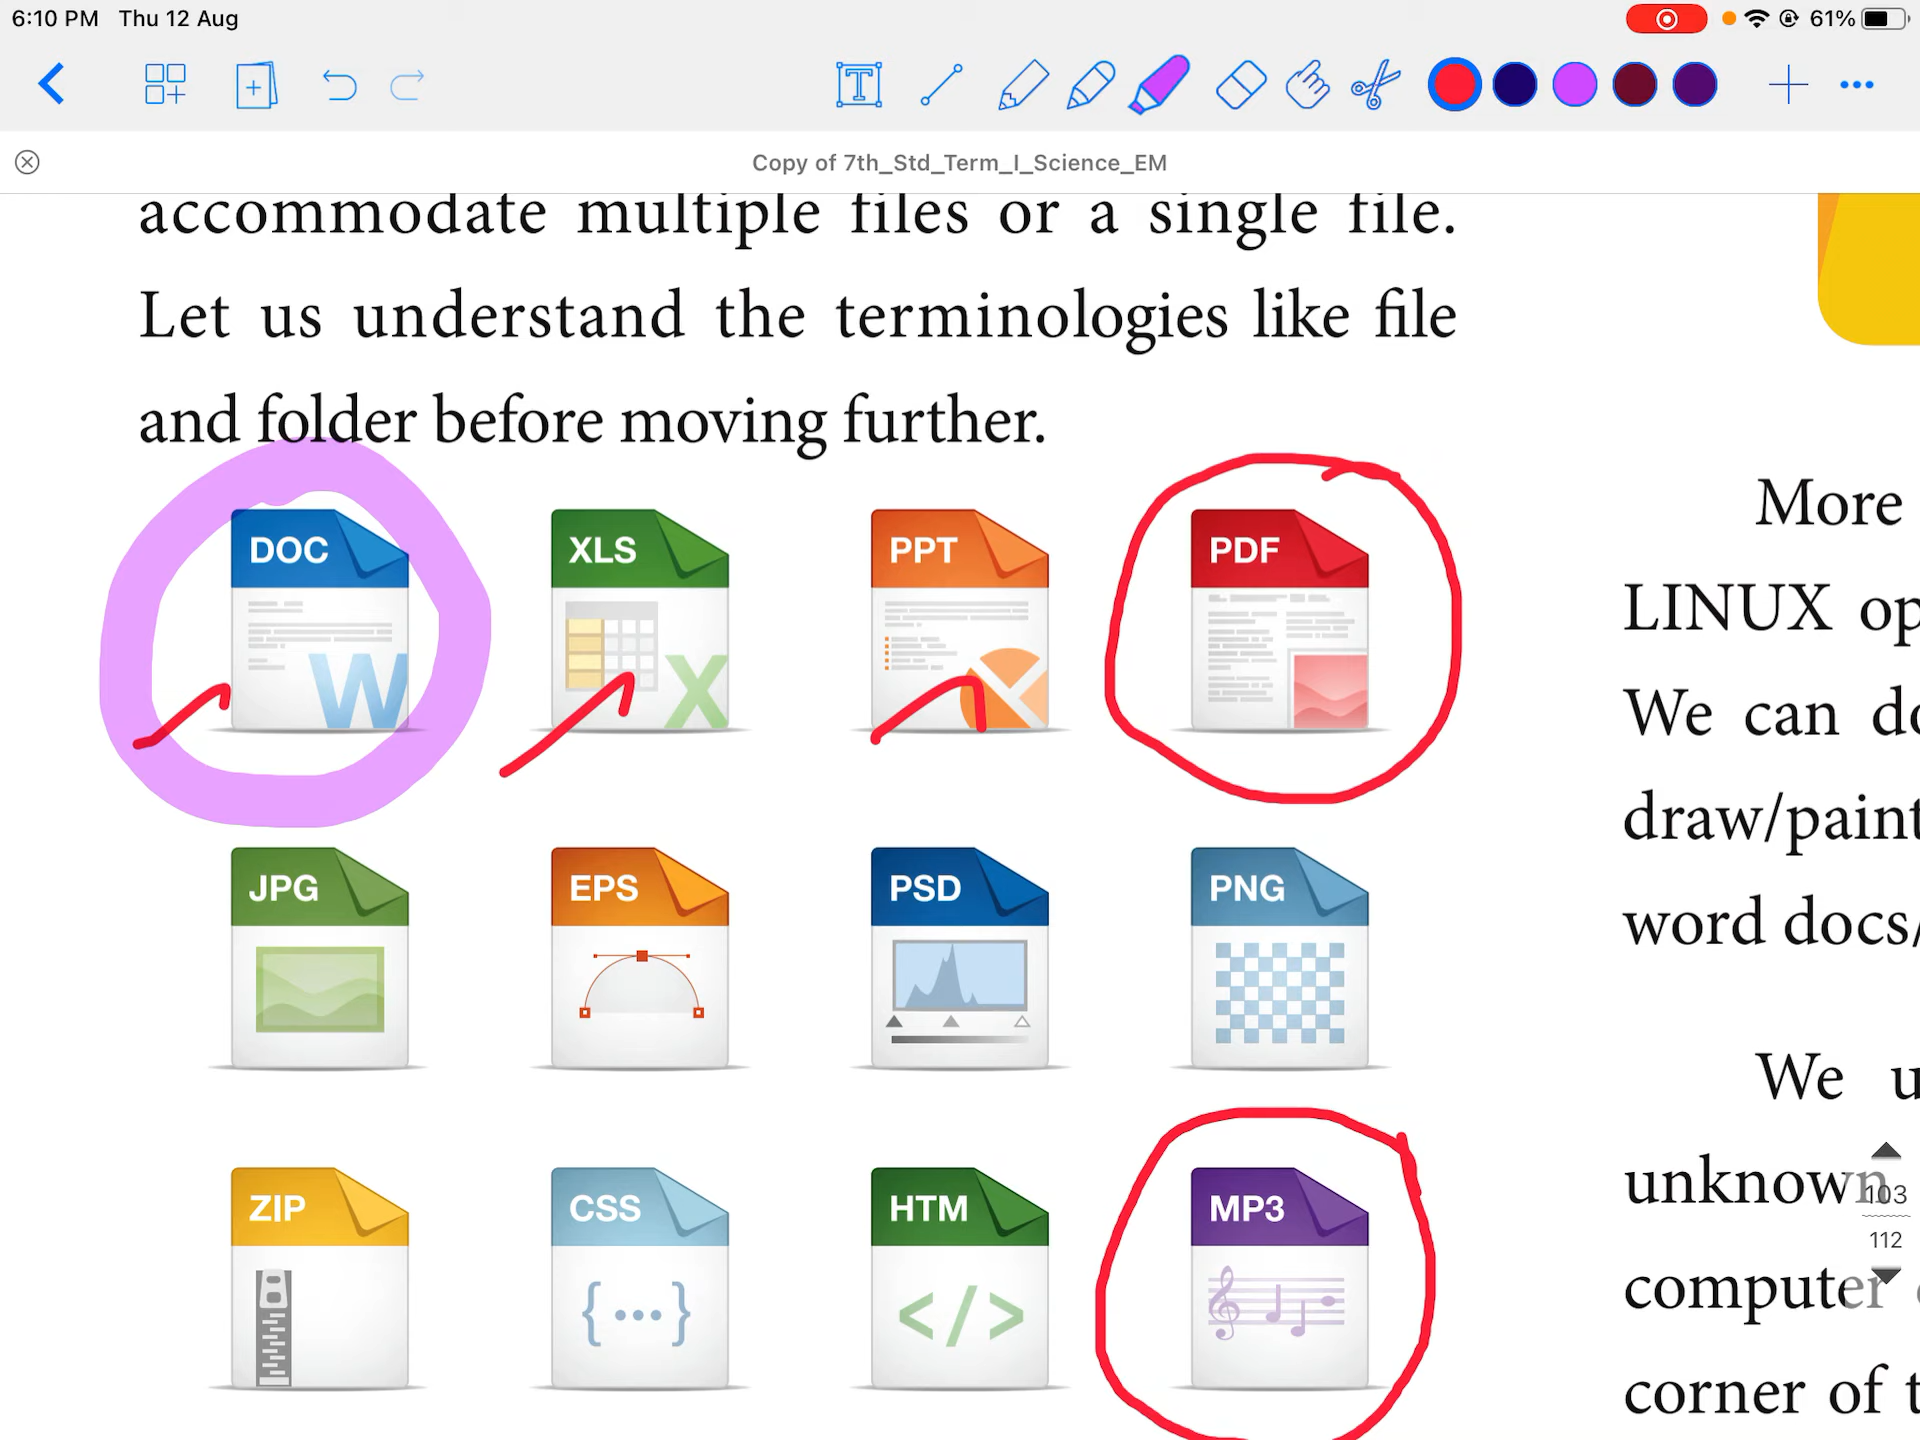 6:10 PM Thu 12 Aug
61%
T
Copy of 7th_Std_Term_I_Science_EM
accommodate multiple files or a single file.
Let us understand the terminologies like file
and folder before moving further.
DOC XLS PPT PDF
W X
JPG EPS PSD PNG
ZIP CSS HTM MP3
{...} </>
More
LINUX op
We can do
draw/paint
word docs/
We u
unknown
103
112
computer
corner of t